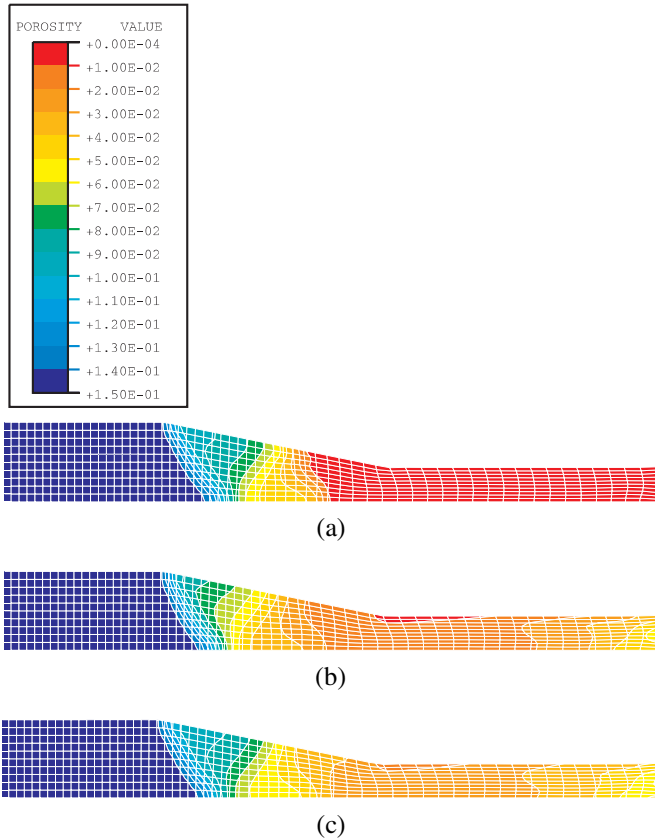 POROSITY VALUE
+0.00E-04
+1.00E-02
+2.00E-02
+3.00E-02
+4.00E-02
+5.00E-02
+6.00E-02
+7.00E-02
+8.00E-02
+9.00E-02
+1.00E-01
+1.10E-01
+1.20E-01
+1.30E-01
+1.40E-01
+1.50E-01
(a)
(b)
(c)